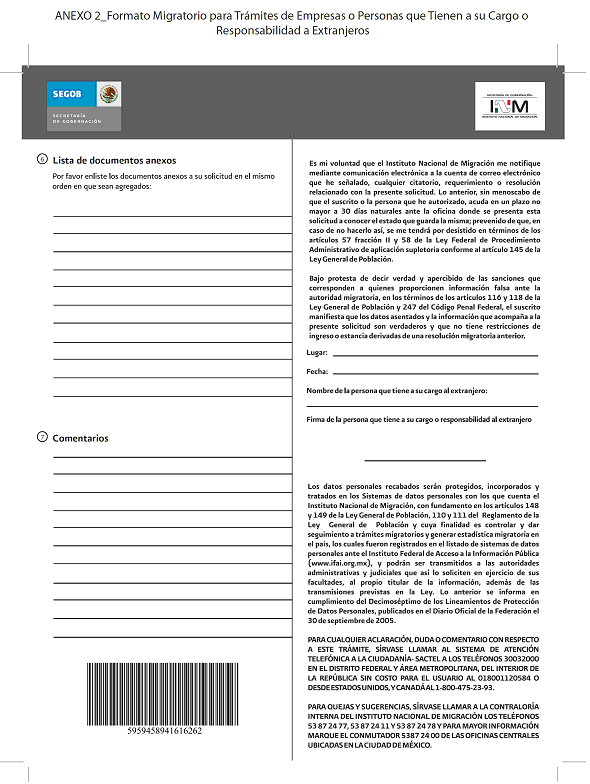 ANEXO 2_Formato Migratorio para Trámites de Empresas o Personas que Tienen a su Cargo o
Responsabilidad a Extranjeros
SEGOB
SECRETARÍA
DE GOBERNACIÓN
SECRETARÍA DE GOBERNACIÓN
INM
INSTITUTO NACIONAL DE MIGRACIÓN
6 Lista de documentos anexos
Por favor enliste los documentos anexos a su solicitud en el mismo
orden en que sean agregados:
7 Comentarios
5959458941616262
Es mi voluntad que el Instituto Nacional de Migración me notifique
mediante comunicación electrónica a la cuenta de correo electrónico
que he señalado, cualquier citatorio, requerimiento o resolución
relacionado con la presente solicitud. Lo anterior, sin menoscabo de
que el suscrito o la persona que he autorizado, acuda en un plazo no
mayor a 30 días naturales ante la oficina donde se presenta esta
solicitud a conocer el estado que guarda la misma; prevenido de que, en
caso de no hacerlo así, se me tendrá por desistido en términos de los
artículos 57 fracción II y 58 de la Ley Federal de Procedimiento
Administrativo de aplicación supletoria conforme al artículo 145 de la
Ley General de Población.
Bajo protesta de decir verdad y apercibido de las sanciones que
corresponden a quienes proporcionen información falsa ante la
autoridad migratoria, en los términos de los artículos 116 y 118 de la
Ley General de Población y 247 del Código Penal Federal, el suscrito
manifiesta que los datos asentados y la información que acompaña a la
presente solicitud son verdaderos y que no tiene restricciones de
ingreso o estancia derivadas de una resolución migratoria anterior.
Lugar:
Fecha:
Nombre de la persona que tiene a su cargo al extranjero:
Firma de la persona que tiene a su cargo o responsabilidad al extranjero
Los datos personales recabados serán protegidos, incorporados y
tratados en los Sistemas de datos personales con los que cuenta el
Instituto Nacional de Migración, con fundamento en los artículos 148
y 149 de la Ley General de Población, 110 y 111 del Reglamento de la
Ley General de Población y cuya finalidad es controlar y dar
seguimiento a trámites migratorios y generar estadística migratoria en
el país, los cuales fueron registrados en el listado de sistemas de datos
personales ante el Instituto Federal de Acceso a la Información Pública
(www.ifai.org.mx), y podrán ser transmitidos a las autoridades
administrativas y judiciales que asi lo soliciten en ejercicio de sus
facultades, al propio titular de la información, además de las
transmisiones previstas en la Ley. Lo anterior se informa en
cumplimiento del Decimoséptimo de los Lineamientos de Protección
de Datos Personales, publicados en el Diario Oficial de la Federación el
30 de septiembre de 2005.
PARA CUALQUIER ACLARACIÓN, DUDA O COMENTARIO CON RESPECTO
A ESTE TRÁMITE, SÍRVASE LLAMAR AL SISTEMA DE ATENCIÓN
TELEFÓNICA A LA CIUDADANÍA- SACTEL A LOS TELÉFONOS 30032000
EN EL DISTRITO FEDERAL Y ÁREA METROPOLITANA, DEL INTERIOR DE
LA REPÚBLICA SIN COSTO PARA EL USUARIO AL 018001120584 O
DESDE ESTADOS UNIDOS, Y CANADÁ AL 1-800-475-23-93.
PARA QUEJAS Y SUGERENCIAS, SÍRVASE LLAMAR A LA CONTRALORÍA
INTERNA DEL INSTITUTO NACIONAL DE MIGRACIÓN LOS TELÉFONOS
53 87 24 77, 53 87 24 11 Y 53 87 24 78 Y PARA MAYOR INFORMACIÓN
MARQUE EL CONMUTADOR 5387 24 00 DE LAS OFICINAS CENTRALES
UBICADAS EN LA CIUDAD DE MÉXICO.